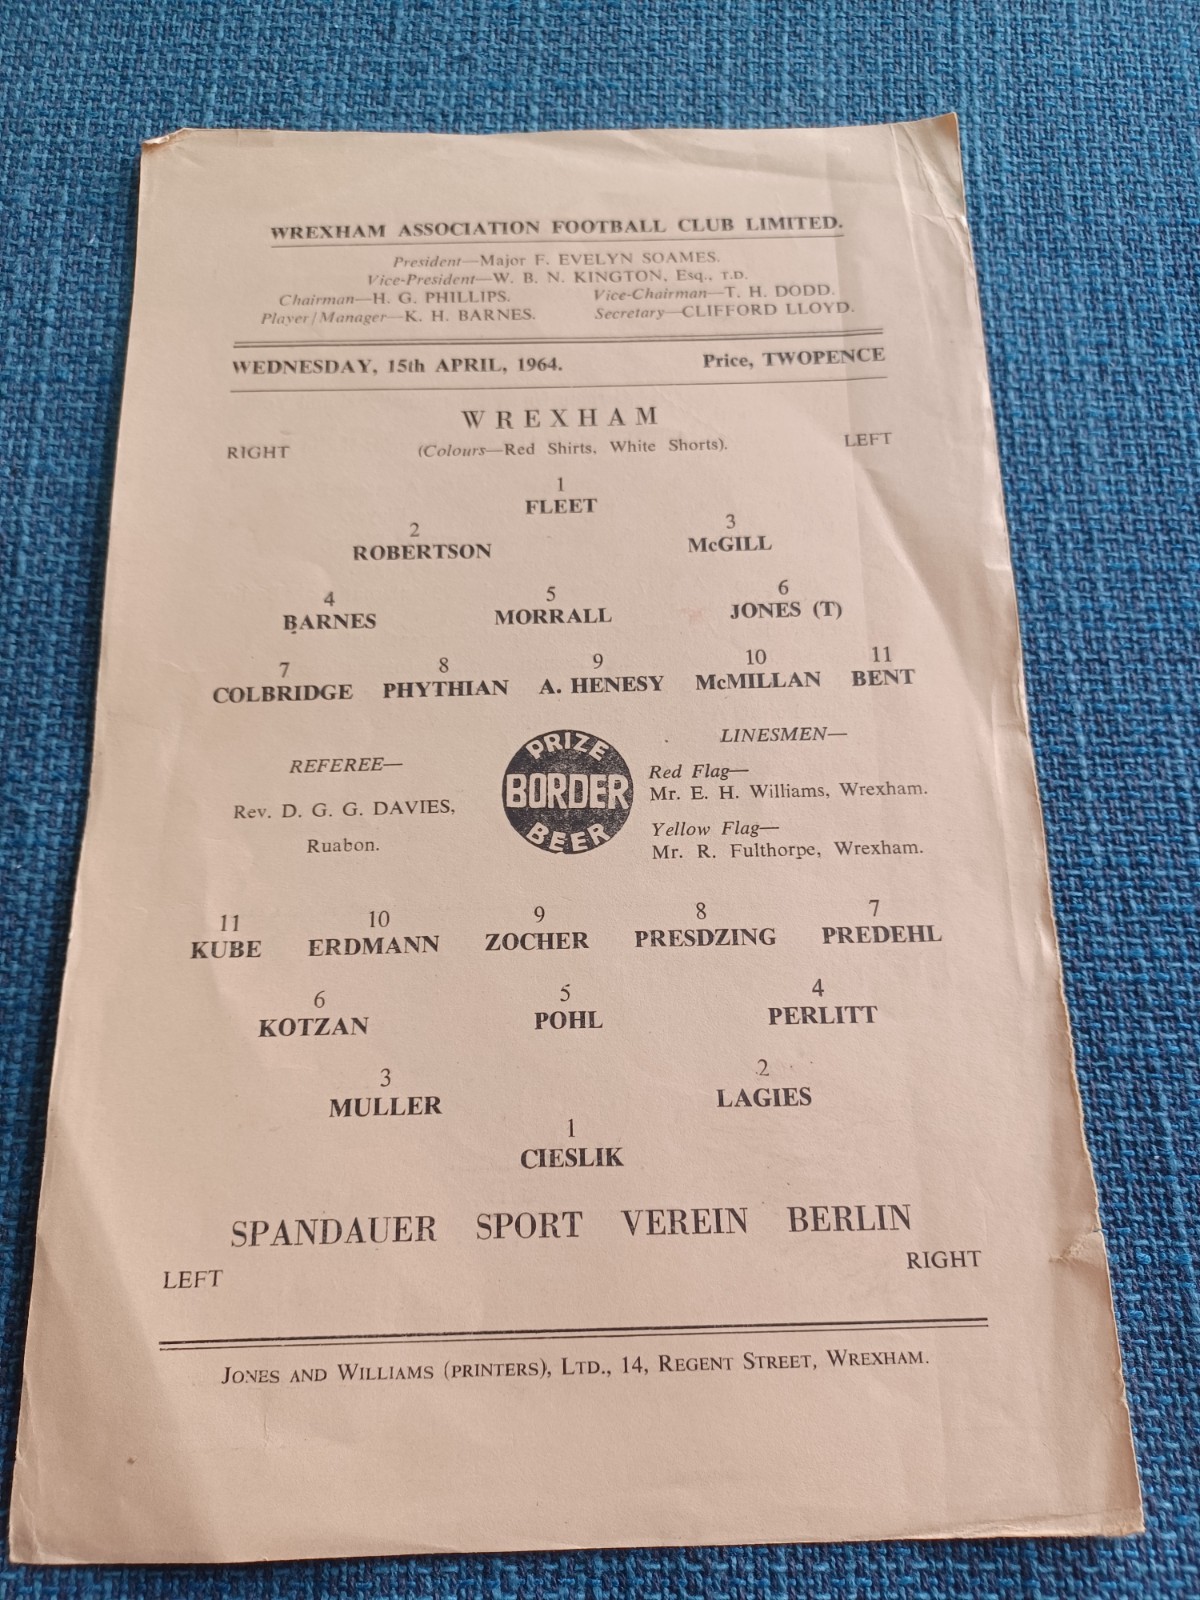 WREXHAM ASSOCIATION FOOTBALL CLUB LIMITED.
President—Major F. EVELYN SOAMES.
Vice-President—W. B. N. KINGTON, Esq., T.D.
Chairman—H. G. PHILLIPS. Vice-Chairman—T. H. DODD.
Player/Manager—K. H. BARNES. Secretary—CLIFFORD LLOYD.
WEDNESDAY, 15th APRIL, 1964. Price, TWOPENCE
WREXHAM
RIGHT (Colours—Red Shirts. White Shorts). LEFT
1
FLEET
2 3
ROBERTSON McGILL
4 5 6
BARNES MORRALL JONES (T)
7 8 9 10 11
COLBRIDGE PHYTHIAN A. HENESY McMILLAN BENT
REFEREE—
Rev. D. G. G. DAVIES,
Ruabon.
PRIZE
BORDER
BEER
LINESMEN—
Red Flag—
Mr. E. H. Williams, Wrexham.
Yellow Flag—
Mr. R. Fulthorpe, Wrexham.
11 10 9 8 7
KUBE ERDMANN ZOCHER PRESDZING PREDEHL
6 5 4
KOTZAN POHL PERLITT
3 2
MULLER LAGIES
1
CIESLIK
SPANDAUER SPORT VEREIN BERLIN
LEFT RIGHT
JONES AND WILLIAMS (PRINTERS), LTD., 14, REGENT STREET, WREXHAM.